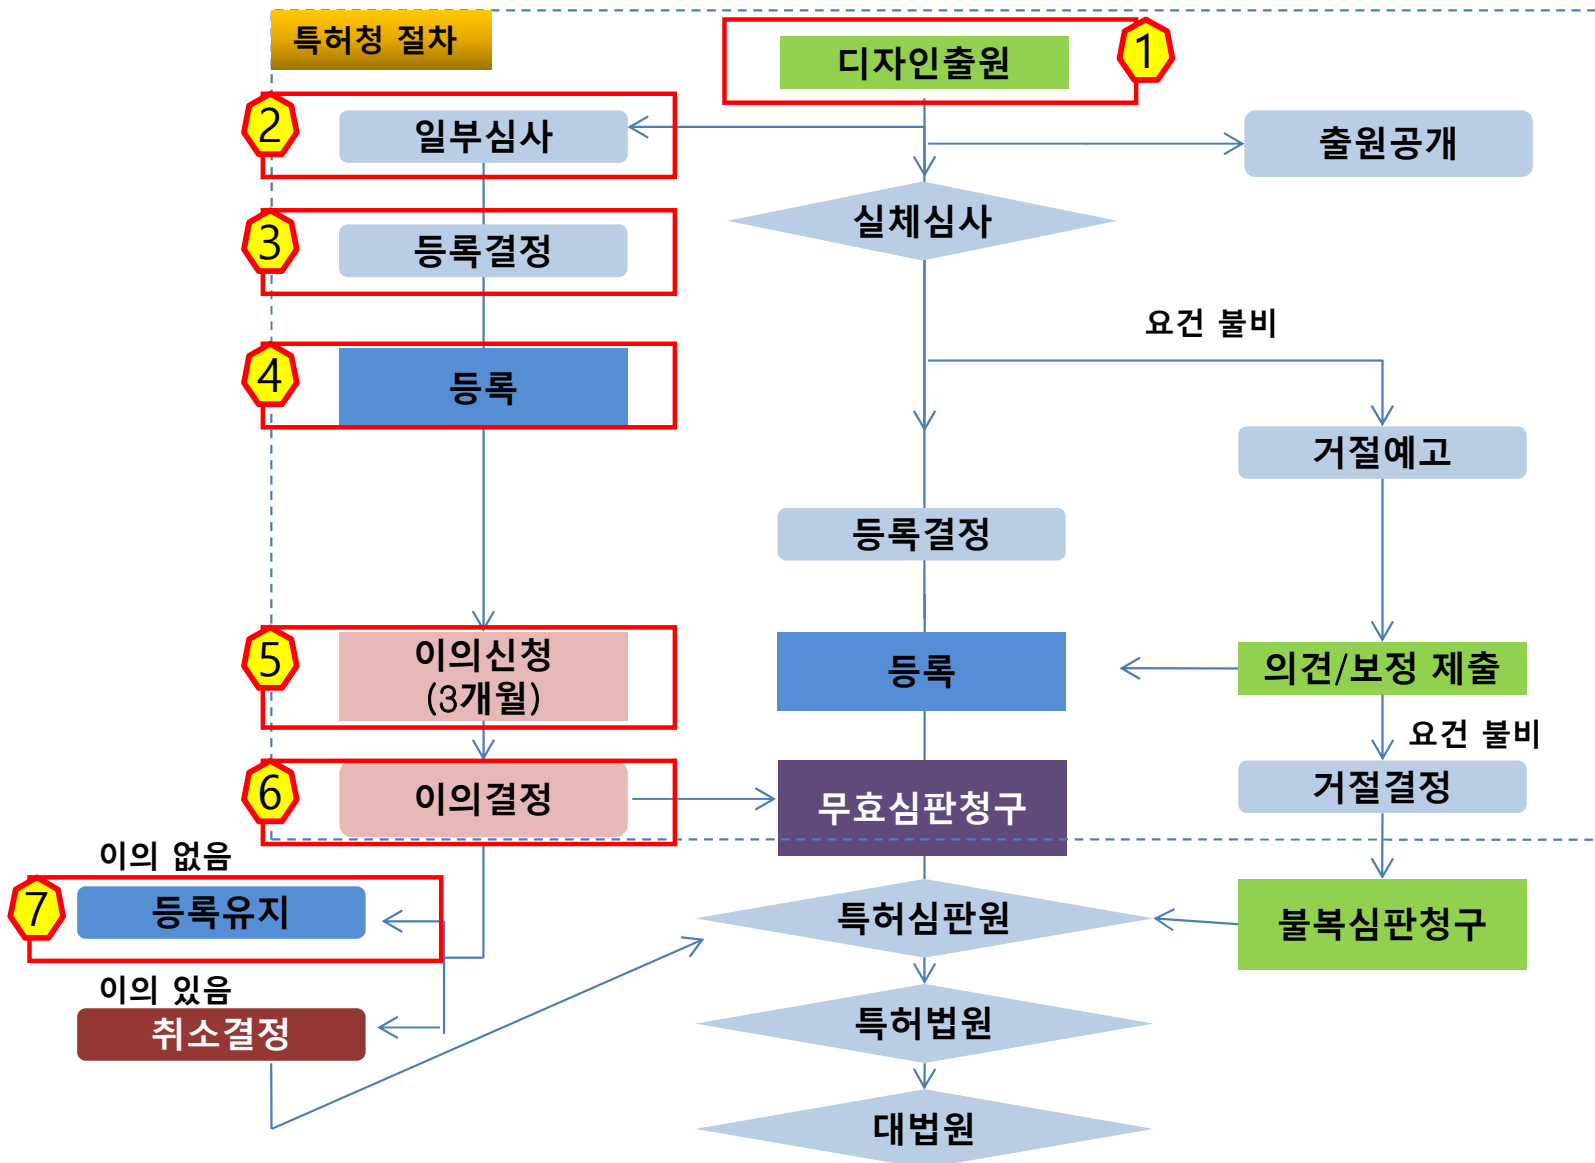 특허청 절차
디자인출원
1
2
일부심사
출원공개
실체심사
3
등록결정
요건 불비
4
등록
거절예고
등록결정
5
이의신청
(3개월)
등록
의견/보정 제출
요건 불비
6
이의결정
무효심판청구
거절결정
이의 없음
7
등록유지
특허심판원
불복심판청구
이의 있음
취소결정
특허법원
대법원